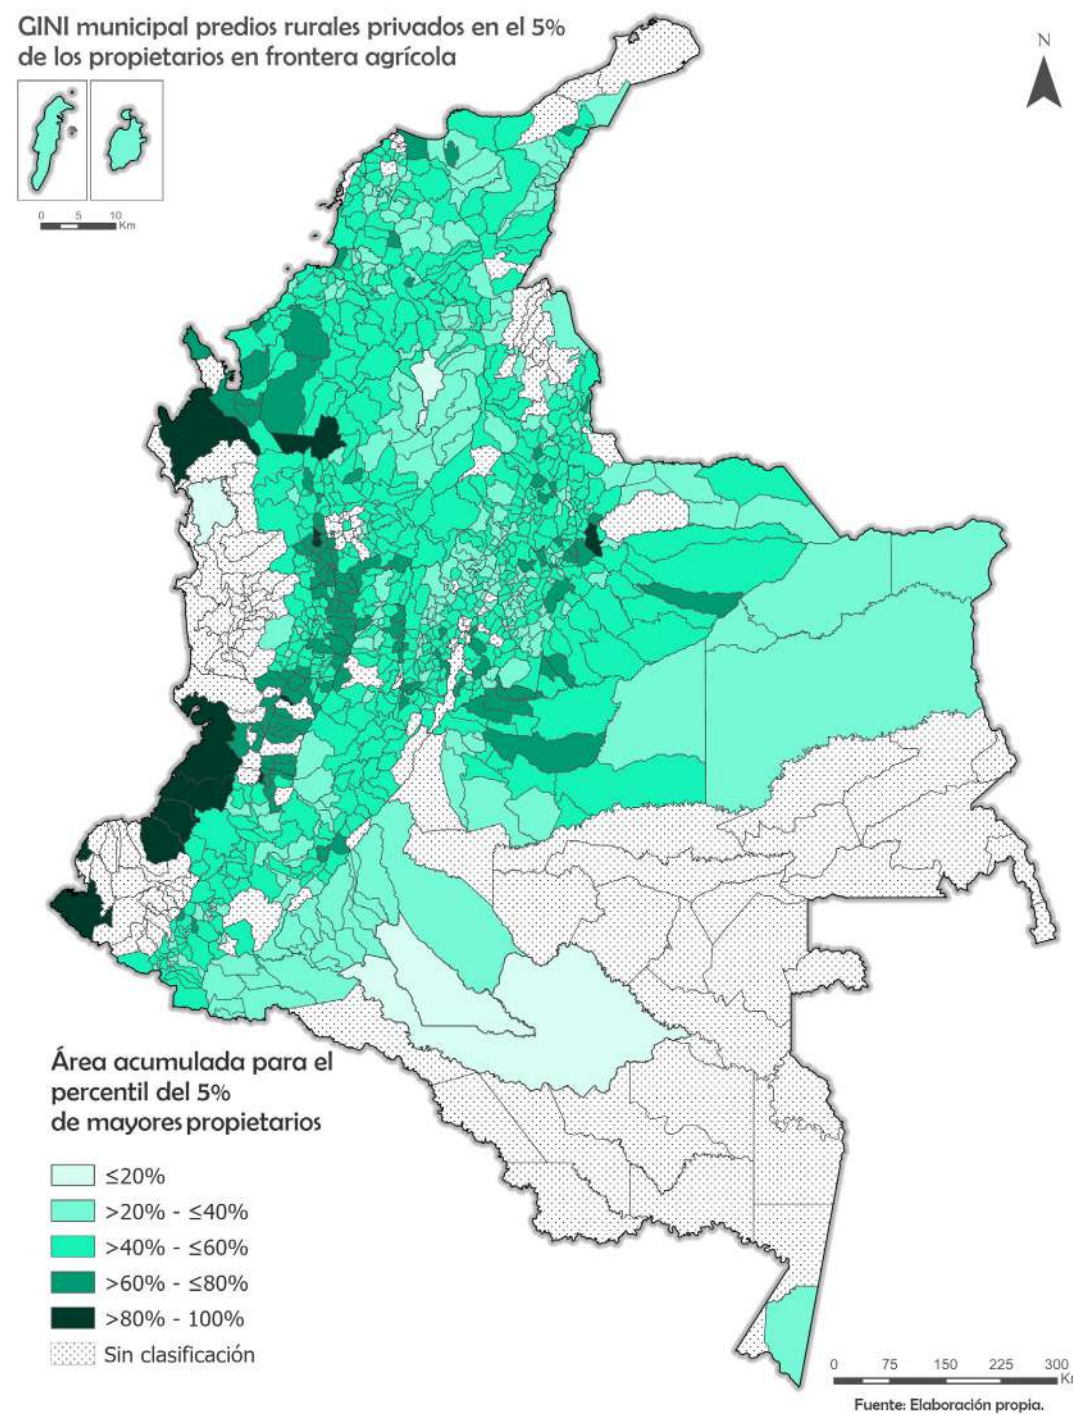 GINI municipal predios rurales privados en el 5%
de los propietarios en frontera agrícola
N
0 5 10
Km
Área acumulada para el
percentil del 5%
de mayores propietarios
≤20%
>20% - ≤40%
>40% - ≤60%
>60% - ≤80%
>80% - 100%
Sin clasificación
0 75 150 225 300
Km
Fuente: Elaboración propia.